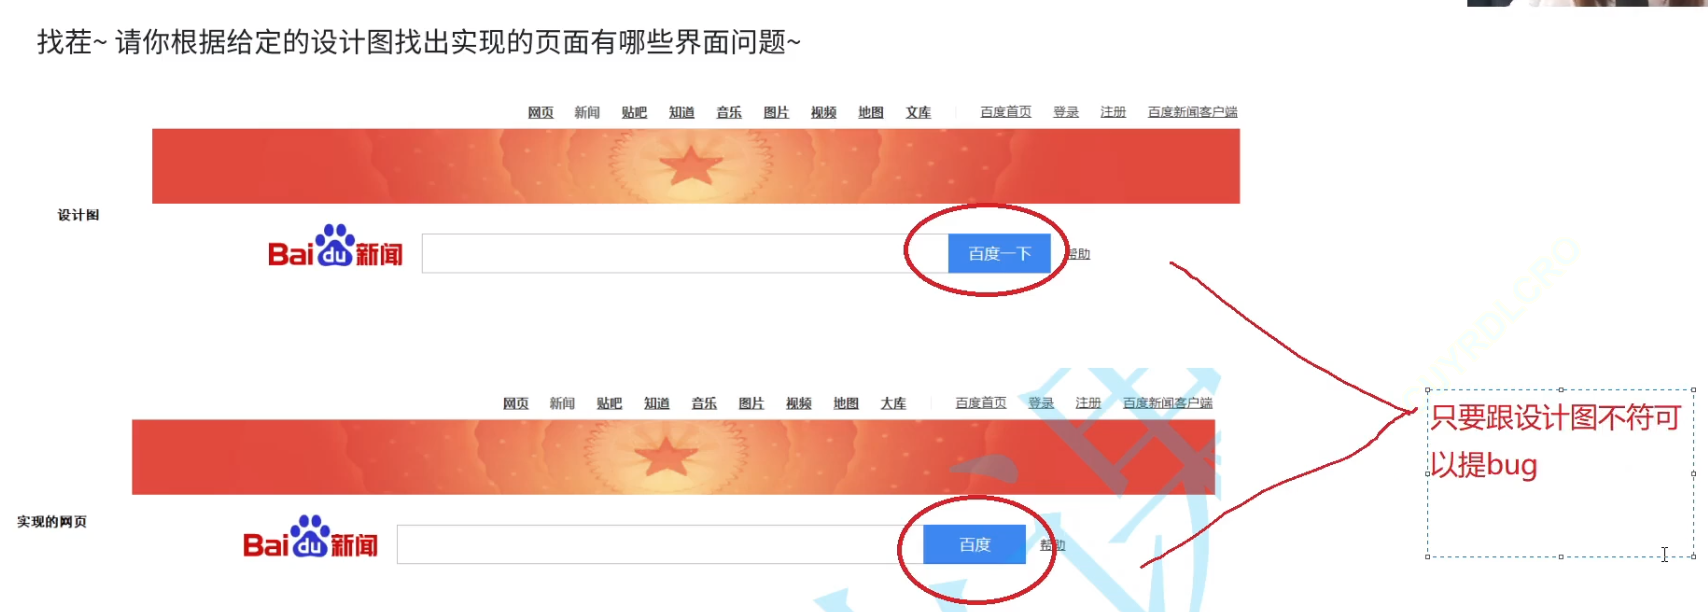 找茬~ 请你根据给定的设计图找出实现的页面有哪些界面问题~
网页 新闻 贴吧 知道 音乐 图片 视频 地图 文库 百度首页 登录 注册 百度新闻客户端
设计图
Bai du 新闻 百度一下 帮助
网页 新闻 贴吧 知道 音乐 图片 视频 地图 大库 百度首页 登录 注册 百度新闻客户端
只要跟设计图不符可
以提bug
实现的网页
Bai du 新闻 百度 帮助